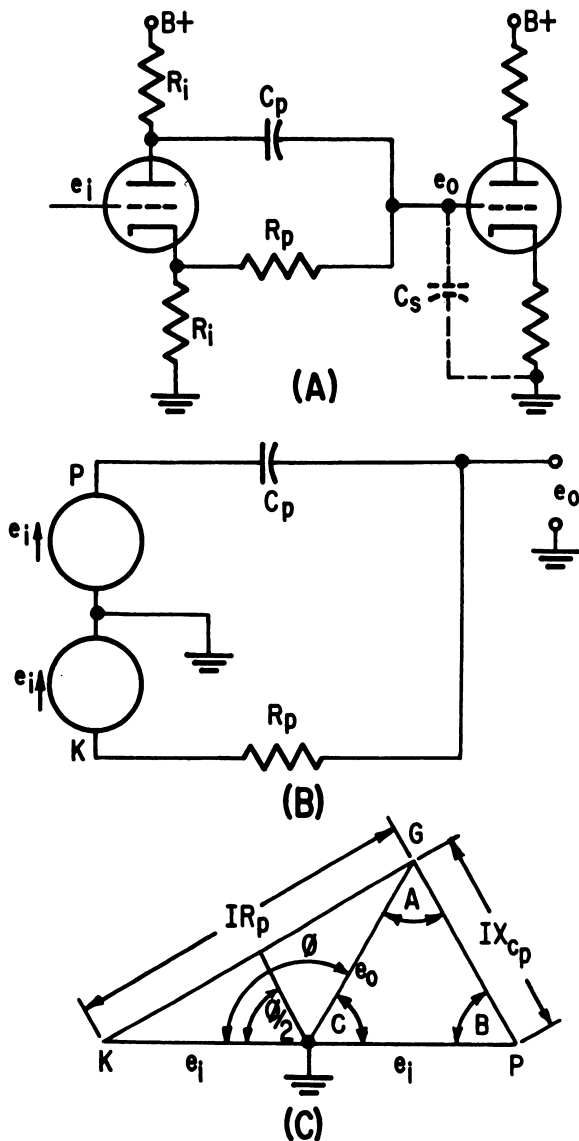 B+ B+
Ri
Cp
ei eo
Rp
Cs
Ri
(A)
P
Cp
eo
ei
ei
Rp
K
(B)
G
A
IRp IXcp
ø
eo
ø/2 C B
K ei ei P
(C)